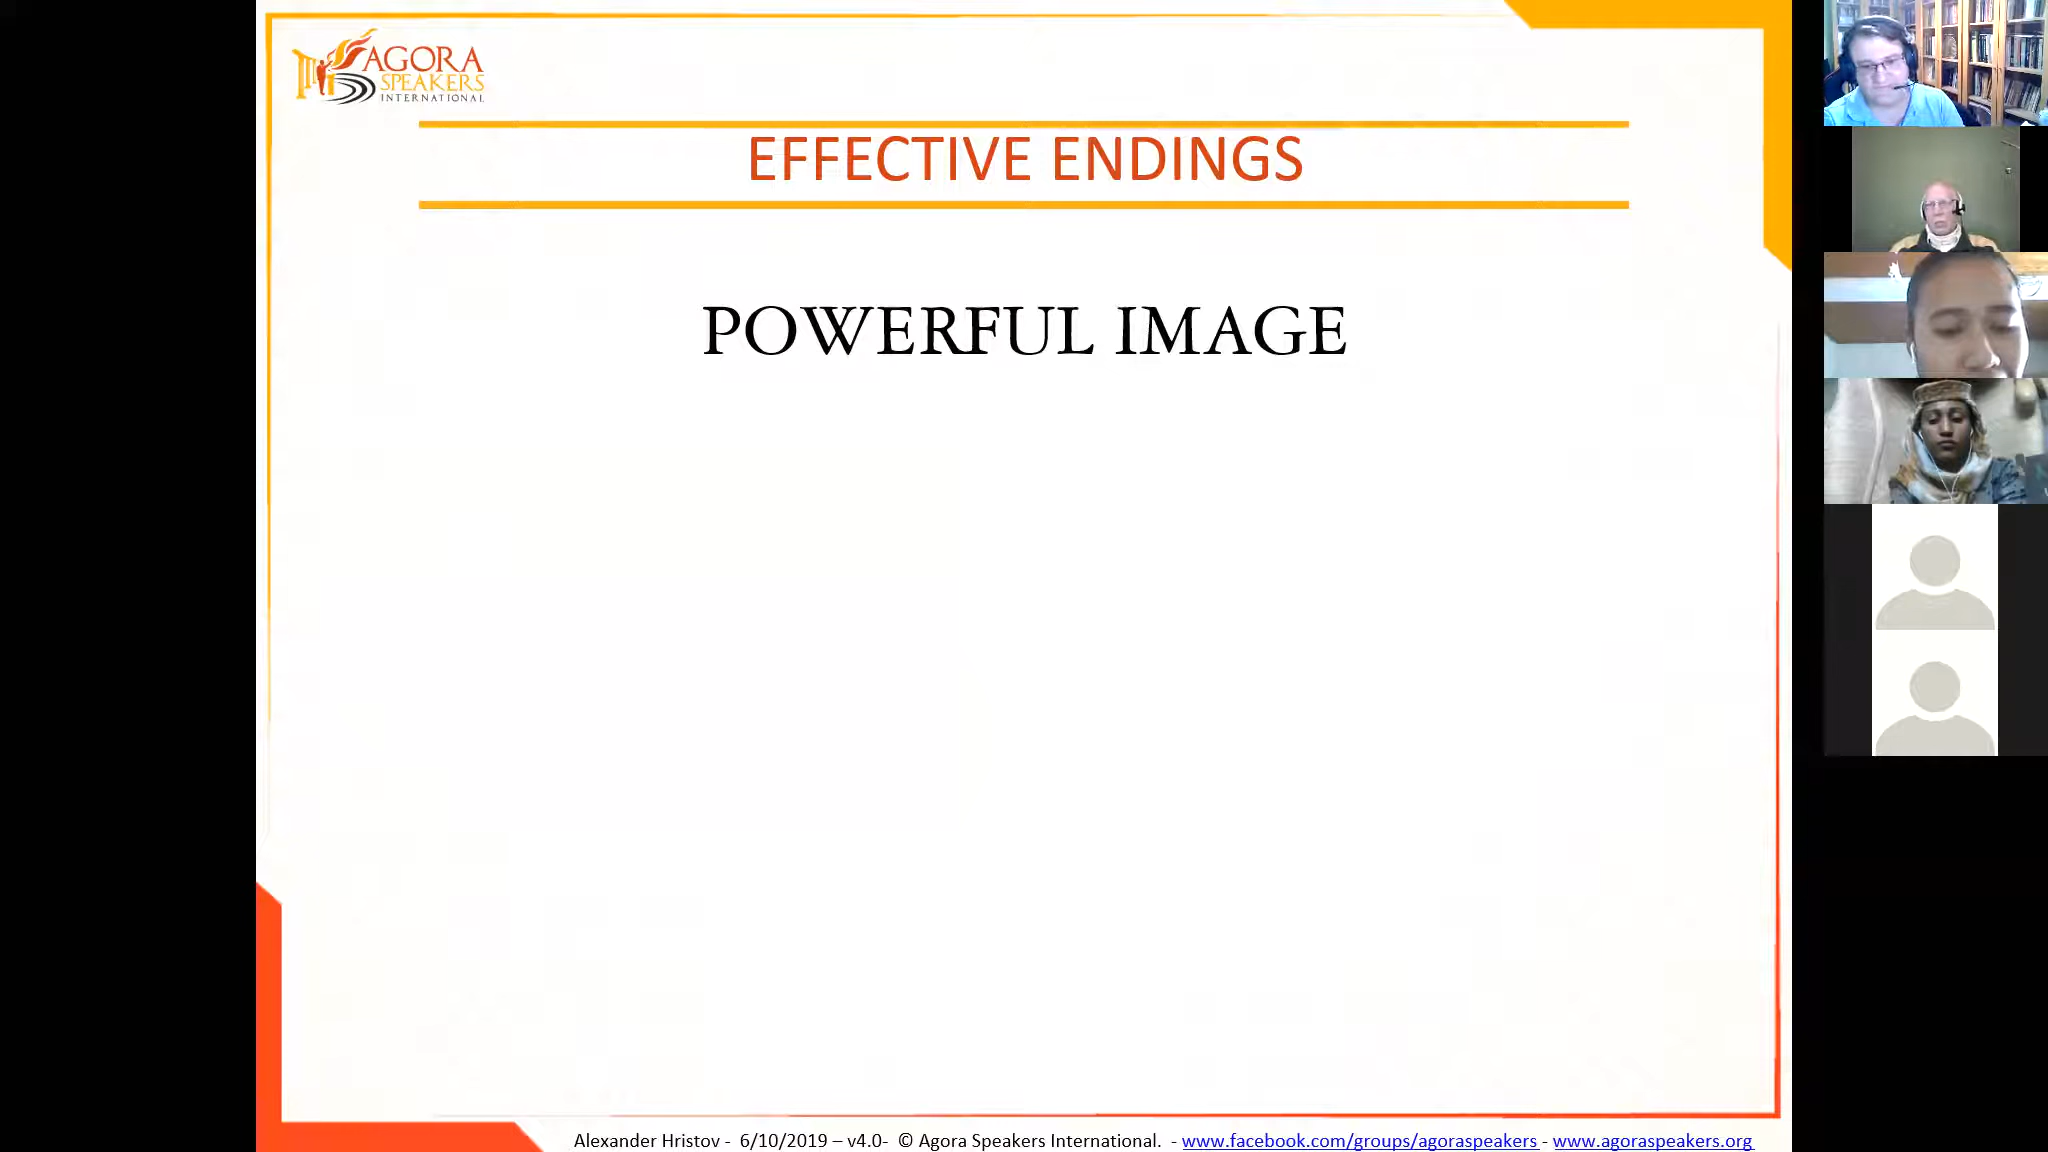 AGORA
SPEAKERS
INTERNATIONAL
EFFECTIVE ENDINGS
POWERFUL IMAGE
Alexander Hristov - 6/10/2019 – v4.0- © Agora Speakers International. - www.facebook.com/groups/agoraspeakers - www.agoraspeakers.org